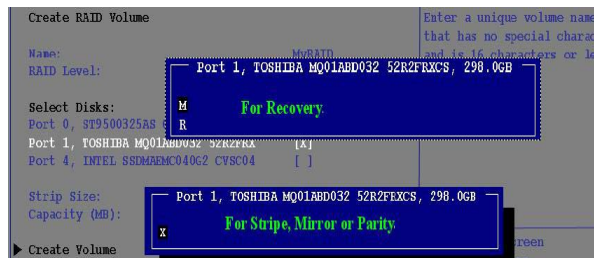 Create RAID Volume
Enter a unique volume name
that has no special charac
Name: MyRAID
and is 16 characters or le
RAID Level:
Port 1, TOSHIBA MQ01ABD032 52R2FRXCS, 298.0GB
M
For Recovery.
R
Select Disks:
Port 0, ST9500325AS
Port 1, TOSHIBA MQ01ABD032 52R2FRX [X]
Port 4, INTEL SSDMAEMC040G2 CVSC04 [ ]
Strip Size:
Port 1, TOSHIBA MQ01ABD032 52R2FRXCS, 298.0GB
Capacity (MB):
X
For Stripe, Mirror or Parity.
reen
Create Volume